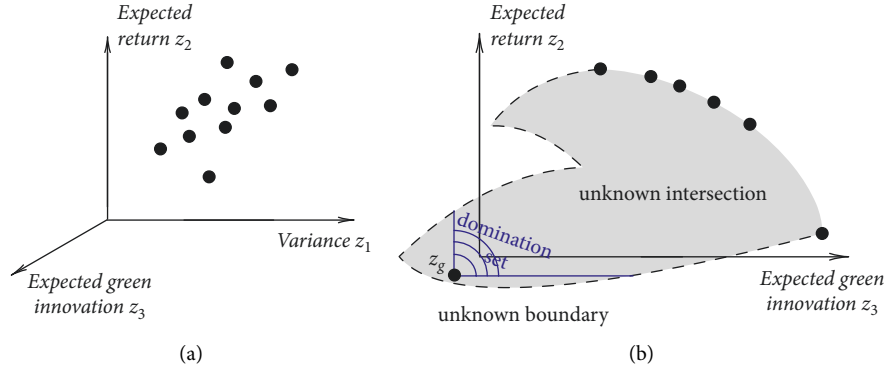 Expected
return z2
Variance z1
Expected green
innovation z3
(a)
Expected
return z2
unknown intersection
domination
set
zg
Expected green
innovation z3
unknown boundary
(b)